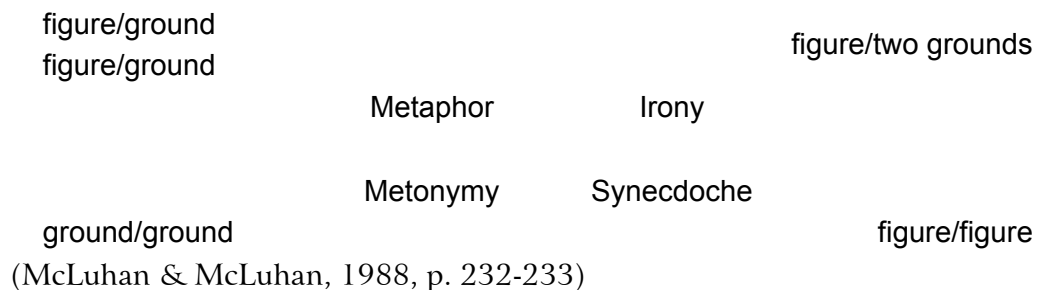 figure/ground
figure/ground
figure/two grounds
Metaphor Irony
Metonymy Synecdoche
ground/ground figure/figure
(McLuhan & McLuhan, 1988, p. 232-233)